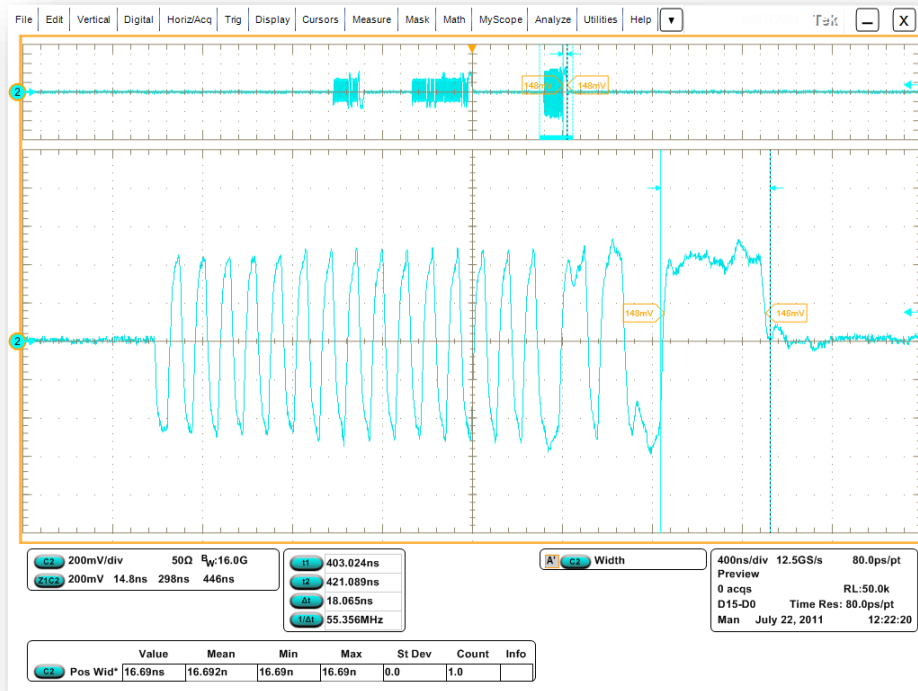 File Edit Vertical Digital Horiz/Acq Trig Display Cursors Measure Mask Math MyScope Analyze Utilities Help Tek X
2 148mV 148mV
148mV 148mV
2
C2 200mV/div 50Ω BW:16.0G
Z1C2 200mV 14.8ns 298ns 446ns
t1 403.024ns
t2 421.089ns
Δt 18.065ns
1/Δt 55.356MHz
A' C2 Width
400ns/div 12.5GS/s 80.0ps/pt
Preview
0 acqs RL:50.0k
D15-D0 Time Res: 80.0ps/pt
Man July 22, 2011 12:22:20
Value Mean Min Max St Dev Count Info
C2 Pos Wid* 16.69ns 16.692n 16.69n 16.69n 0.0 1.0